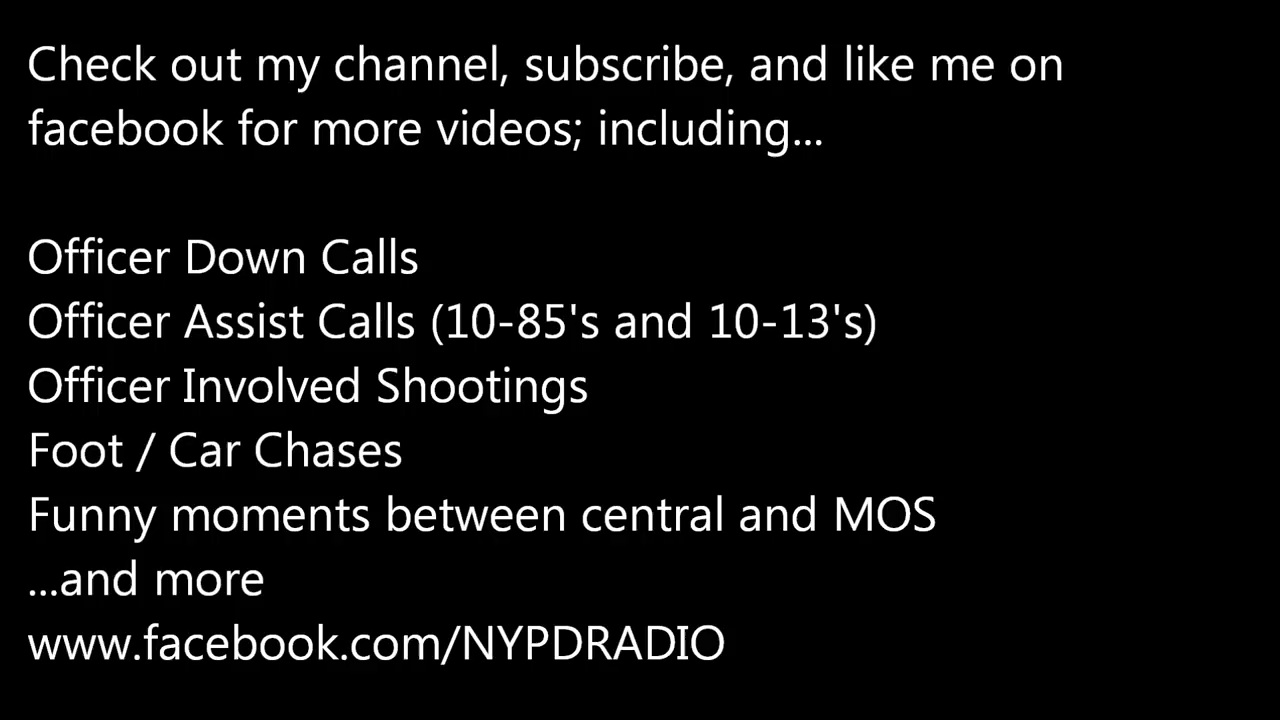 Check out my channel, subscribe, and like me on
facebook for more videos; including...
Officer Down Calls
Officer Assist Calls (10-85's and 10-13's)
Officer Involved Shootings
Foot / Car Chases
Funny moments between central and MOS
...and more
www.facebook.com/NYPDRADIO